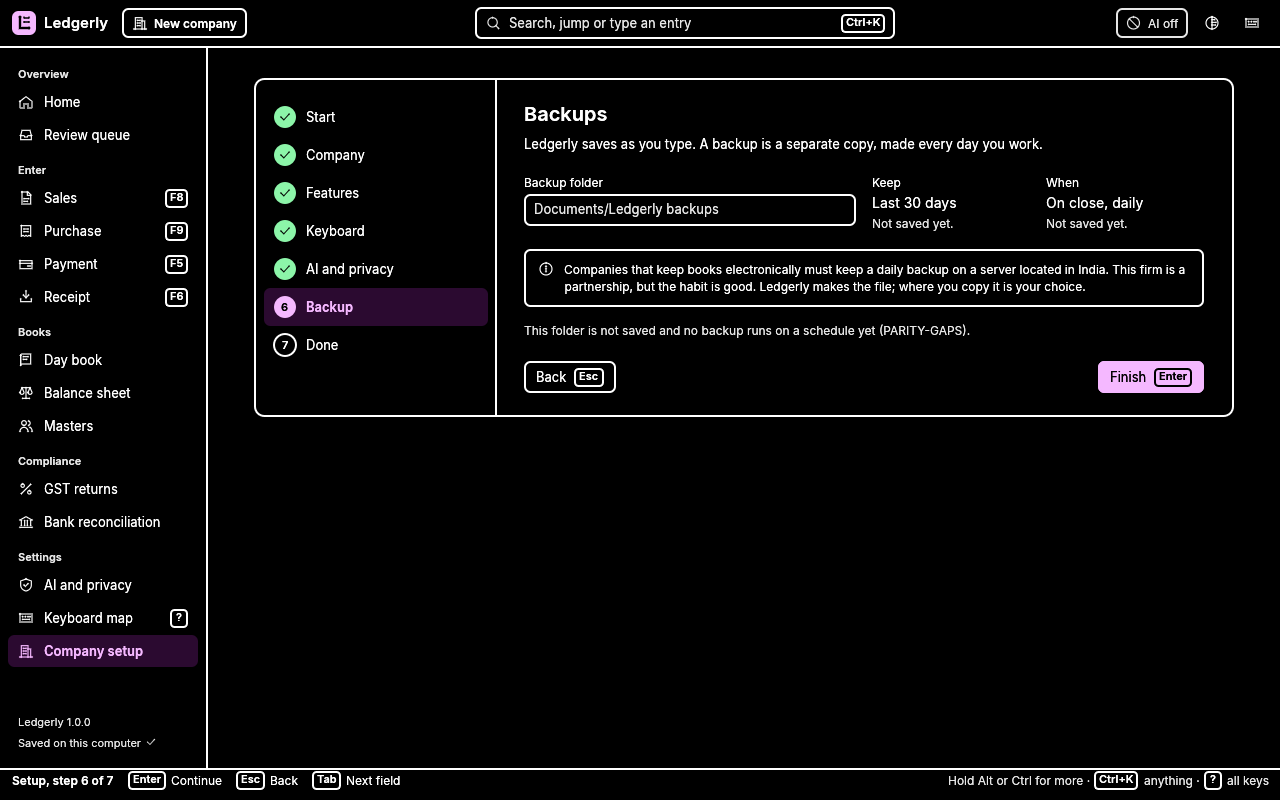 Ledgerly
New company
Search, jump or type an entry
Ctrl+K
AI off
Overview
Home
Review queue
Enter
Sales F8
Purchase F9
Payment F5
Receipt F6
Books
Day book
Balance sheet
Masters
Compliance
GST returns
Bank reconciliation
Settings
AI and privacy
Keyboard map ?
Company setup
Ledgerly 1.0.0
Saved on this computer
Start
Company
Features
Keyboard
AI and privacy
6 Backup
7 Done
Backups
Ledgerly saves as you type. A backup is a separate copy, made every day you work.
Backup folder
Documents/Ledgerly backups
Keep
Last 30 days
Not saved yet.
When
On close, daily
Not saved yet.
Companies that keep books electronically must keep a daily backup on a server located in India. This firm is a
partnership, but the habit is good. Ledgerly makes the file; where you copy it is your choice.
This folder is not saved and no backup runs on a schedule yet (PARITY-GAPS).
Back Esc
Finish Enter
Setup, step 6 of 7 Enter Continue Esc Back Tab Next field
Hold Alt or Ctrl for more · Ctrl+K anything · ? all keys